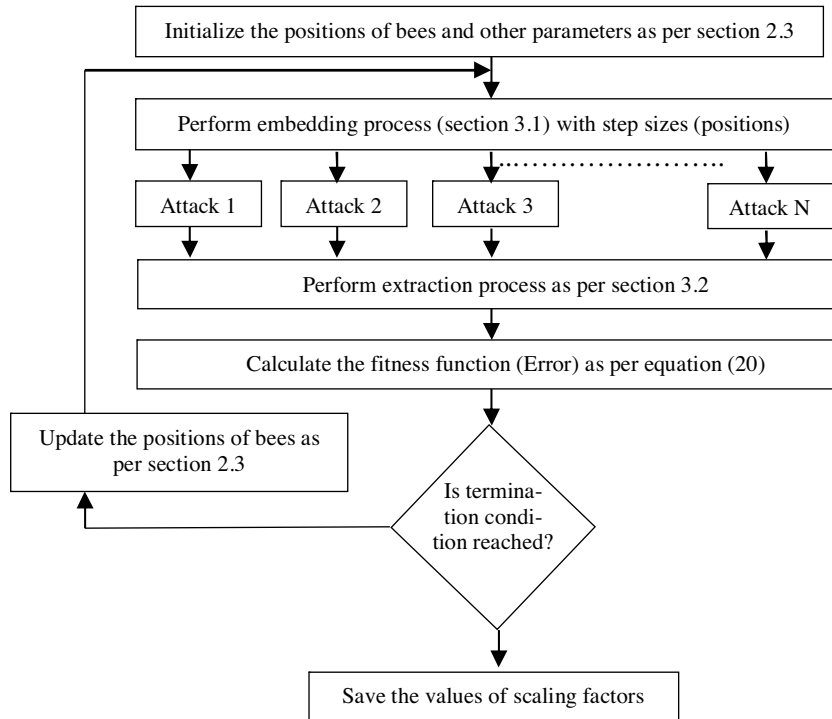 Initialize the positions of bees and other parameters as per section 2.3
Perform embedding process (section 3.1) with step sizes (positions)
Attack 1
Attack 2
Attack 3
Attack N
Perform extraction process as per section 3.2
Calculate the fitness function (Error) as per equation (20)
Update the positions of bees as
per section 2.3
Is termina-
tion condi-
tion reached?
Save the values of scaling factors